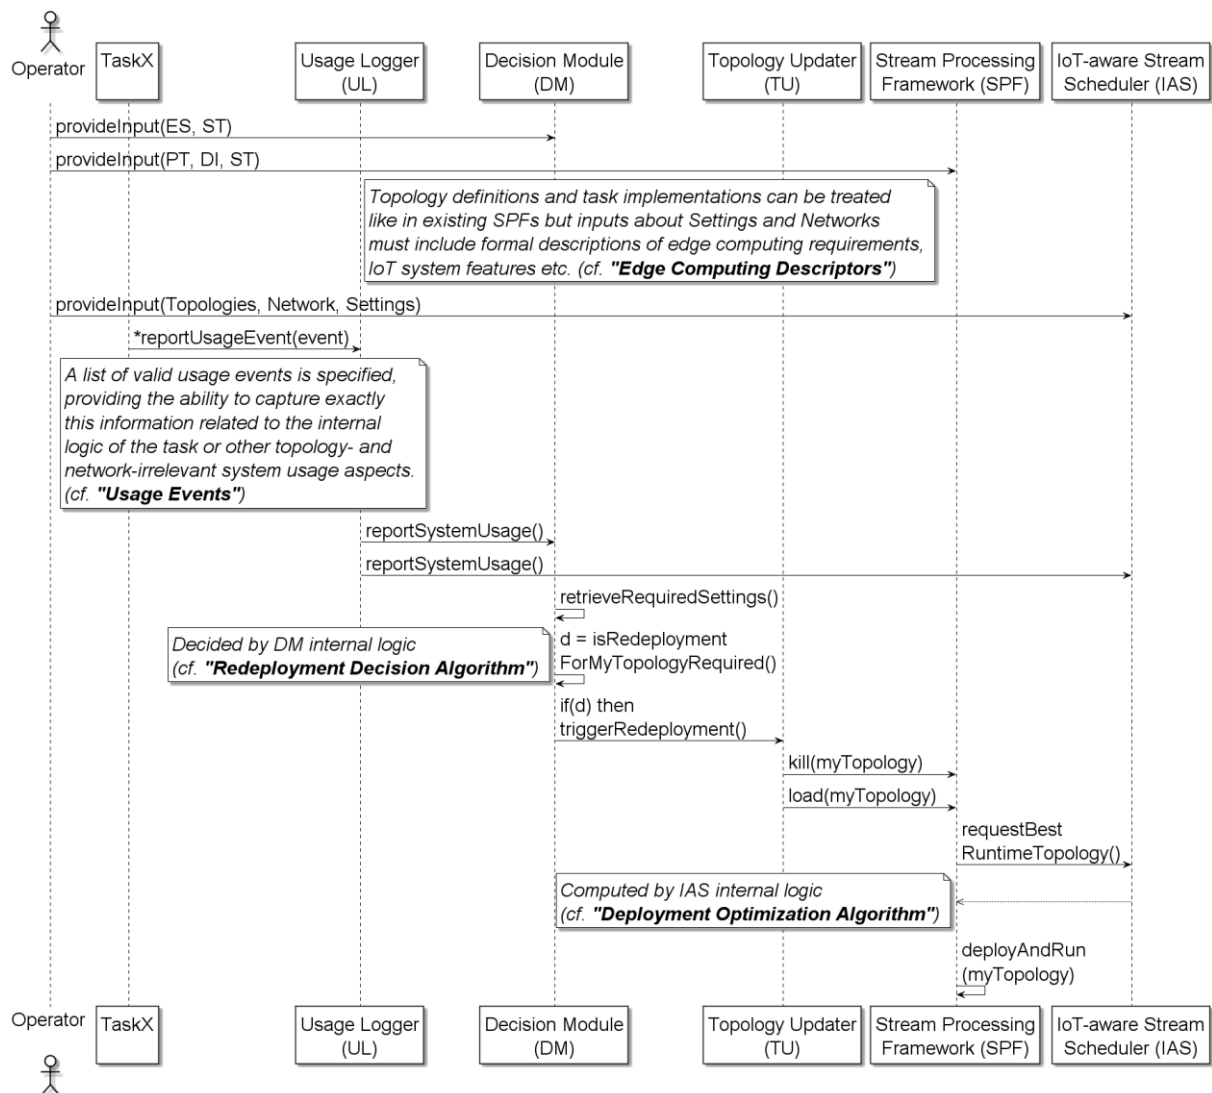 Operator
TaskX
Usage Logger
(UL)
Decision Module
(DM)
Topology Updater
(TU)
Stream Processing
Framework (SPF)
IoT-aware Stream
Scheduler (IAS)
provideInput(ES, ST)
provideInput(PT, DI, ST)
Topology definitions and task implementations can be treated
like in existing SPFs but inputs about Settings and Networks
must include formal descriptions of edge computing requirements,
IoT system features etc. (cf. "Edge Computing Descriptors")
provideInput(Topologies, Network, Settings)
*reportUsageEvent(event)
A list of valid usage events is specified,
providing the ability to capture exactly
this information related to the internal
logic of the task or other topology- and
network-irrelevant system usage aspects.
(cf. "Usage Events")
reportSystemUsage()
reportSystemUsage()
retrieveRequiredSettings()
Decided by DM internal logic
(cf. "Redeployment Decision Algorithm")
d = isRedeployment
ForMyTopologyRequired()
if(d) then
triggerRedeployment()
kill(myTopology)
load(myTopology)
requestBest
RuntimeTopology()
Computed by IAS internal logic
(cf. "Deployment Optimization Algorithm")
deployAndRun
(myTopology)
Operator
TaskX
Usage Logger
(UL)
Decision Module
(DM)
Topology Updater
(TU)
Stream Processing
Framework (SPF)
IoT-aware Stream
Scheduler (IAS)